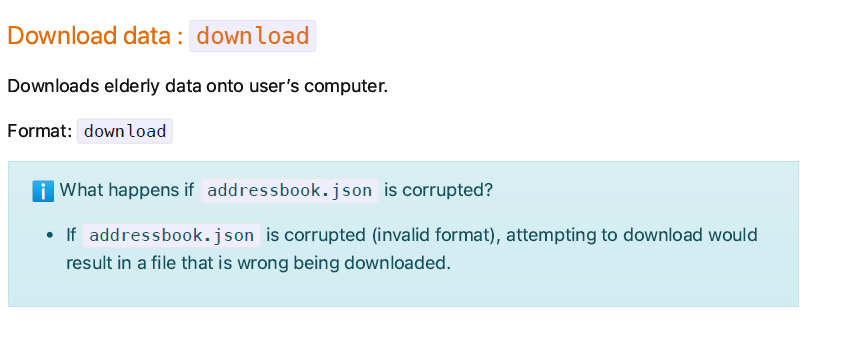 Download data : download
Downloads elderly data onto user’s computer.
Format: download
ℹ️ What happens if addressbook.json is corrupted?
• If addressbook.json is corrupted (invalid format), attempting to download would
result in a file that is wrong being downloaded.